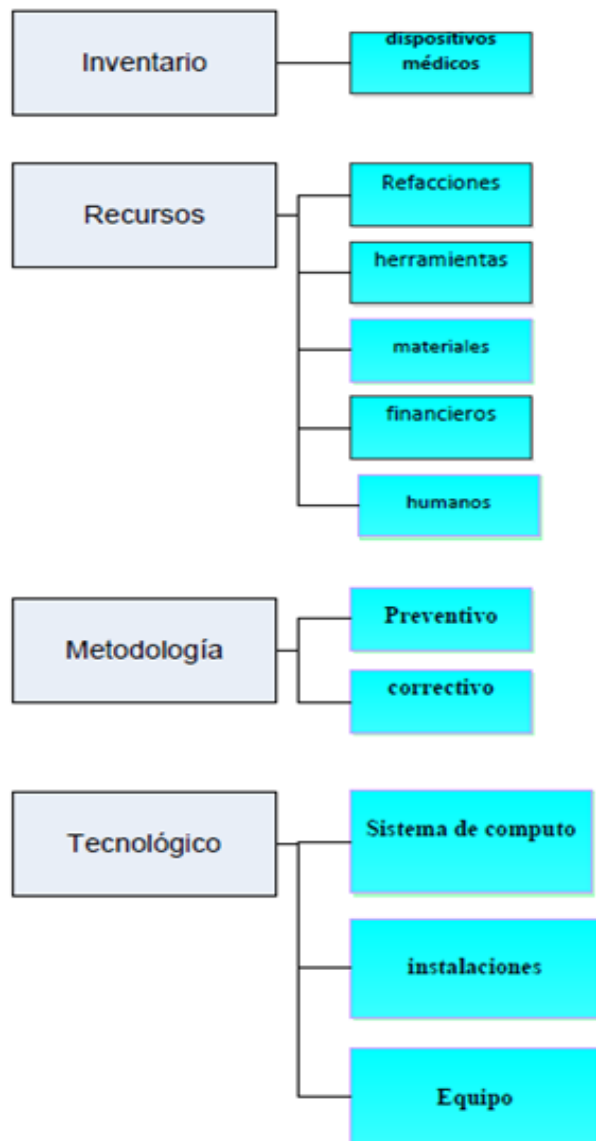 Inventario
dispositivos
médicos
Recursos
Refacciones
herramientas
materiales
financieros
humanos
Metodología
Preventivo
correctivo
Tecnológico
Sistema de computo
instalaciones
Equipo